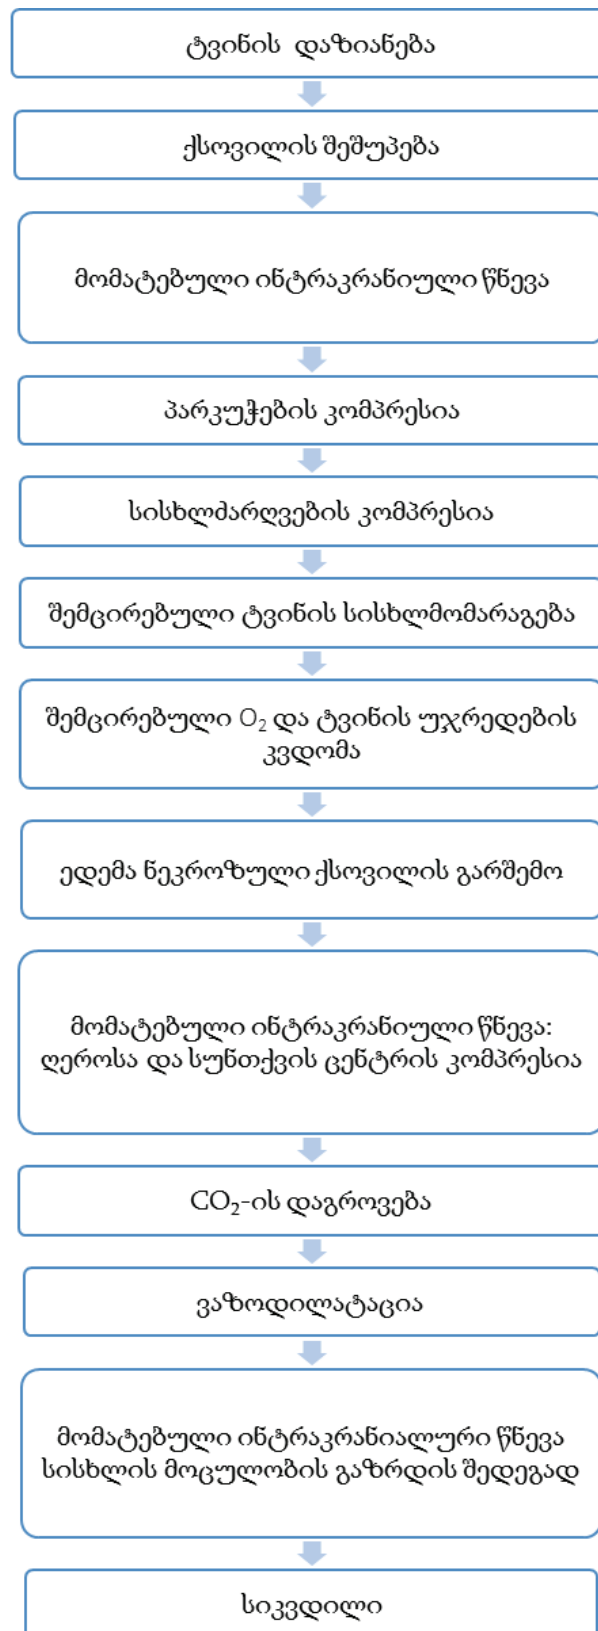 ტვინის დაზიანება
ქსოვილის შეშუპება
მომატებული ინტრაკრანიული წნევა
პარკუჭების კომპრესია
სისხლძარღვების კომპრესია
შემცირებული ტვინის სისხლმომარაგება
შემცირებული O₂ და ტვინის უჯრედების
კვდომა
ედემა ნეკროზული ქსოვილის გარშემო
მომატებული ინტრაკრანიული წნევა:
ღეროსა და სუნთქვის ცენტრის კომპრესია
CO₂-ის დაგროვება
ვაზოდილატაცია
მომატებული ინტრაკრანიალური წნევა
სისხლის მოცულობის გაზრდის შედეგად
სიკვდილი